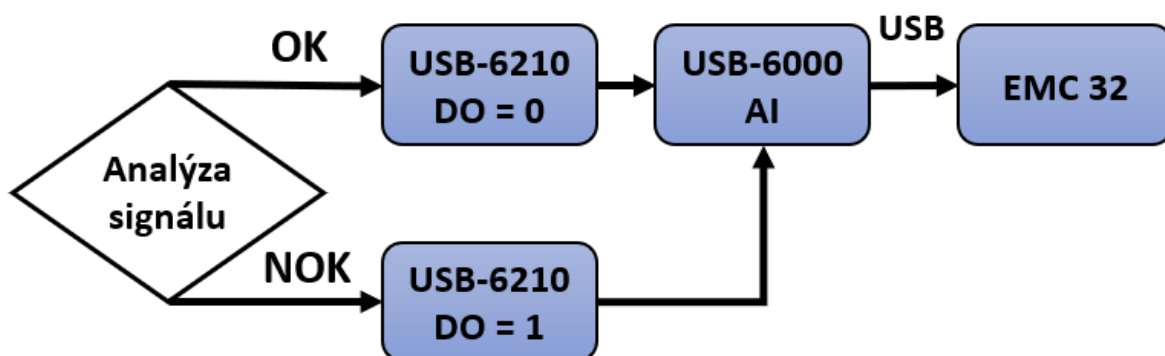 OK
USB-6210
DO = 0
USB-6000
AI
USB
EMC 32
Analýza
signálu
NOK
USB-6210
DO = 1